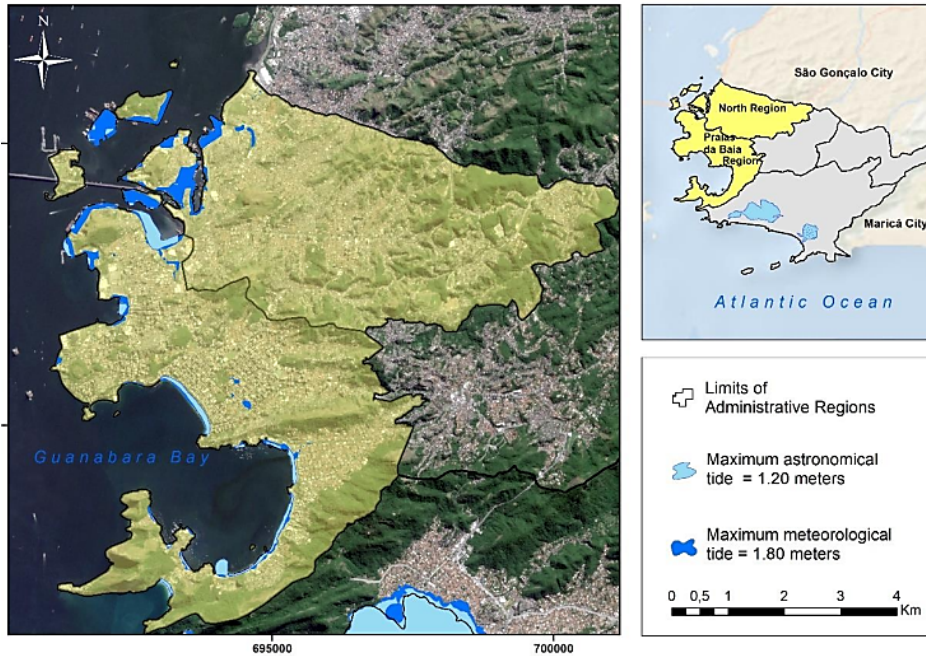 N
Guanabara Bay
695000
700000
São Gonçalo City
North Region
Praias
da Baia
Region
Maricá City
Atlantic Ocean
Limits of
Administrative Regions
Maximum astronomical
tide = 1.20 meters
Maximum meteorological
tide = 1.80 meters
0 0,5 1 2 3 4
Km